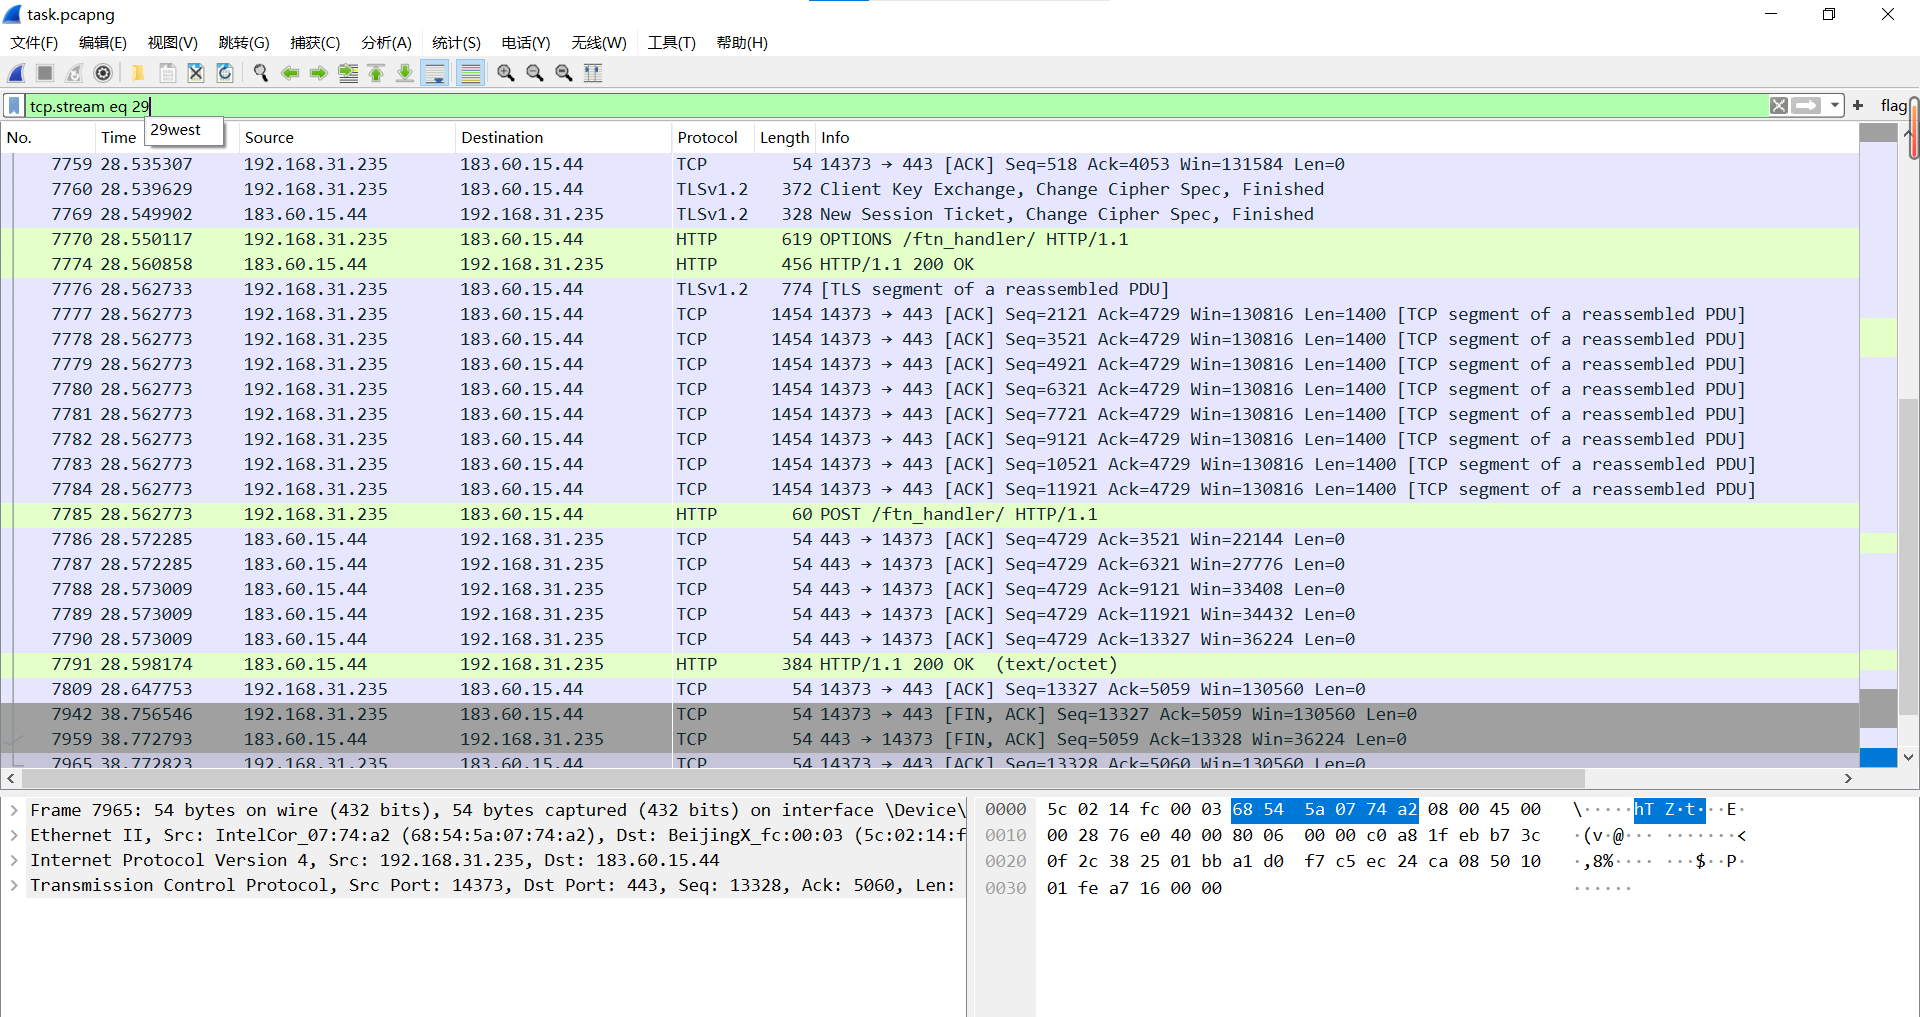 task.pcapng
文件(F) 编辑(E) 视图(V) 跳转(G) 捕获(C) 分析(A) 统计(S) 电话(Y) 无线(W) 工具(T) 帮助(H)
tcp.stream eq 29 flag
29west
No. Time Source Destination Protocol Length Info
7759 28.535307 192.168.31.235 183.60.15.44 TCP 54 14373 → 443 [ACK] Seq=518 Ack=4053 Win=131584 Len=0
7760 28.539629 192.168.31.235 183.60.15.44 TLSv1.2 372 Client Key Exchange, Change Cipher Spec, Finished
7769 28.549902 183.60.15.44 192.168.31.235 TLSv1.2 328 New Session Ticket, Change Cipher Spec, Finished
7770 28.550117 192.168.31.235 183.60.15.44 HTTP 619 OPTIONS /ftn_handler/ HTTP/1.1
7774 28.560858 183.60.15.44 192.168.31.235 HTTP 456 HTTP/1.1 200 OK
7776 28.562733 192.168.31.235 183.60.15.44 TLSv1.2 774 [TLS segment of a reassembled PDU]
7777 28.562773 192.168.31.235 183.60.15.44 TCP 1454 14373 → 443 [ACK] Seq=2121 Ack=4729 Win=130816 Len=1400 [TCP segment of a reassembled PDU]
7778 28.562773 192.168.31.235 183.60.15.44 TCP 1454 14373 → 443 [ACK] Seq=3521 Ack=4729 Win=130816 Len=1400 [TCP segment of a reassembled PDU]
7779 28.562773 192.168.31.235 183.60.15.44 TCP 1454 14373 → 443 [ACK] Seq=4921 Ack=4729 Win=130816 Len=1400 [TCP segment of a reassembled PDU]
7780 28.562773 192.168.31.235 183.60.15.44 TCP 1454 14373 → 443 [ACK] Seq=6321 Ack=4729 Win=130816 Len=1400 [TCP segment of a reassembled PDU]
7781 28.562773 192.168.31.235 183.60.15.44 TCP 1454 14373 → 443 [ACK] Seq=7721 Ack=4729 Win=130816 Len=1400 [TCP segment of a reassembled PDU]
7782 28.562773 192.168.31.235 183.60.15.44 TCP 1454 14373 → 443 [ACK] Seq=9121 Ack=4729 Win=130816 Len=1400 [TCP segment of a reassembled PDU]
7783 28.562773 192.168.31.235 183.60.15.44 TCP 1454 14373 → 443 [ACK] Seq=10521 Ack=4729 Win=130816 Len=1400 [TCP segment of a reassembled PDU]
7784 28.562773 192.168.31.235 183.60.15.44 TCP 1454 14373 → 443 [ACK] Seq=11921 Ack=4729 Win=130816 Len=1400 [TCP segment of a reassembled PDU]
7785 28.562773 192.168.31.235 183.60.15.44 HTTP 60 POST /ftn_handler/ HTTP/1.1
7786 28.572285 183.60.15.44 192.168.31.235 TCP 54 443 → 14373 [ACK] Seq=4729 Ack=3521 Win=22144 Len=0
7787 28.572285 183.60.15.44 192.168.31.235 TCP 54 443 → 14373 [ACK] Seq=4729 Ack=6321 Win=27776 Len=0
7788 28.573009 183.60.15.44 192.168.31.235 TCP 54 443 → 14373 [ACK] Seq=4729 Ack=9121 Win=33408 Len=0
7789 28.573009 183.60.15.44 192.168.31.235 TCP 54 443 → 14373 [ACK] Seq=4729 Ack=11921 Win=34432 Len=0
7790 28.573009 183.60.15.44 192.168.31.235 TCP 54 443 → 14373 [ACK] Seq=4729 Ack=13327 Win=36224 Len=0
7791 28.598174 183.60.15.44 192.168.31.235 HTTP 384 HTTP/1.1 200 OK (text/octet)
7809 28.647753 192.168.31.235 183.60.15.44 TCP 54 14373 → 443 [ACK] Seq=13327 Ack=5059 Win=130560 Len=0
7942 38.756546 192.168.31.235 183.60.15.44 TCP 54 14373 → 443 [FIN, ACK] Seq=13327 Ack=5059 Win=130560 Len=0
7959 38.772793 183.60.15.44 192.168.31.235 TCP 54 443 → 14373 [FIN, ACK] Seq=5059 Ack=13328 Win=36224 Len=0
7965 38.772823 192.168.31.235 183.60.15.44 TCP 54 14373 → 443 [ACK] Seq=13328 Ack=5060 Win=130560 Len=0
Frame 7965: 54 bytes on wire (432 bits), 54 bytes captured (432 bits) on interface \Device\
Ethernet II, Src: IntelCor_07:74:a2 (68:54:5a:07:74:a2), Dst: BeijingX_fc:00:03 (5c:02:14:f
Internet Protocol Version 4, Src: 192.168.31.235, Dst: 183.60.15.44
Transmission Control Protocol, Src Port: 14373, Dst Port: 443, Seq: 13328, Ack: 5060, Len:
0000 5c 02 14 fc 00 03 68 54 5a 07 74 a2 08 00 45 00 \·····hT Z·t···E·
0010 00 28 76 e0 40 00 80 06 00 00 c0 a8 1f eb b7 3c ·(v·@··· ·······<
0020 0f 2c 38 25 01 bb a1 d0 f7 c5 ec 24 ca 08 50 10 ·,8%···· ···$··P·
0030 01 fe a7 16 00 00 ······